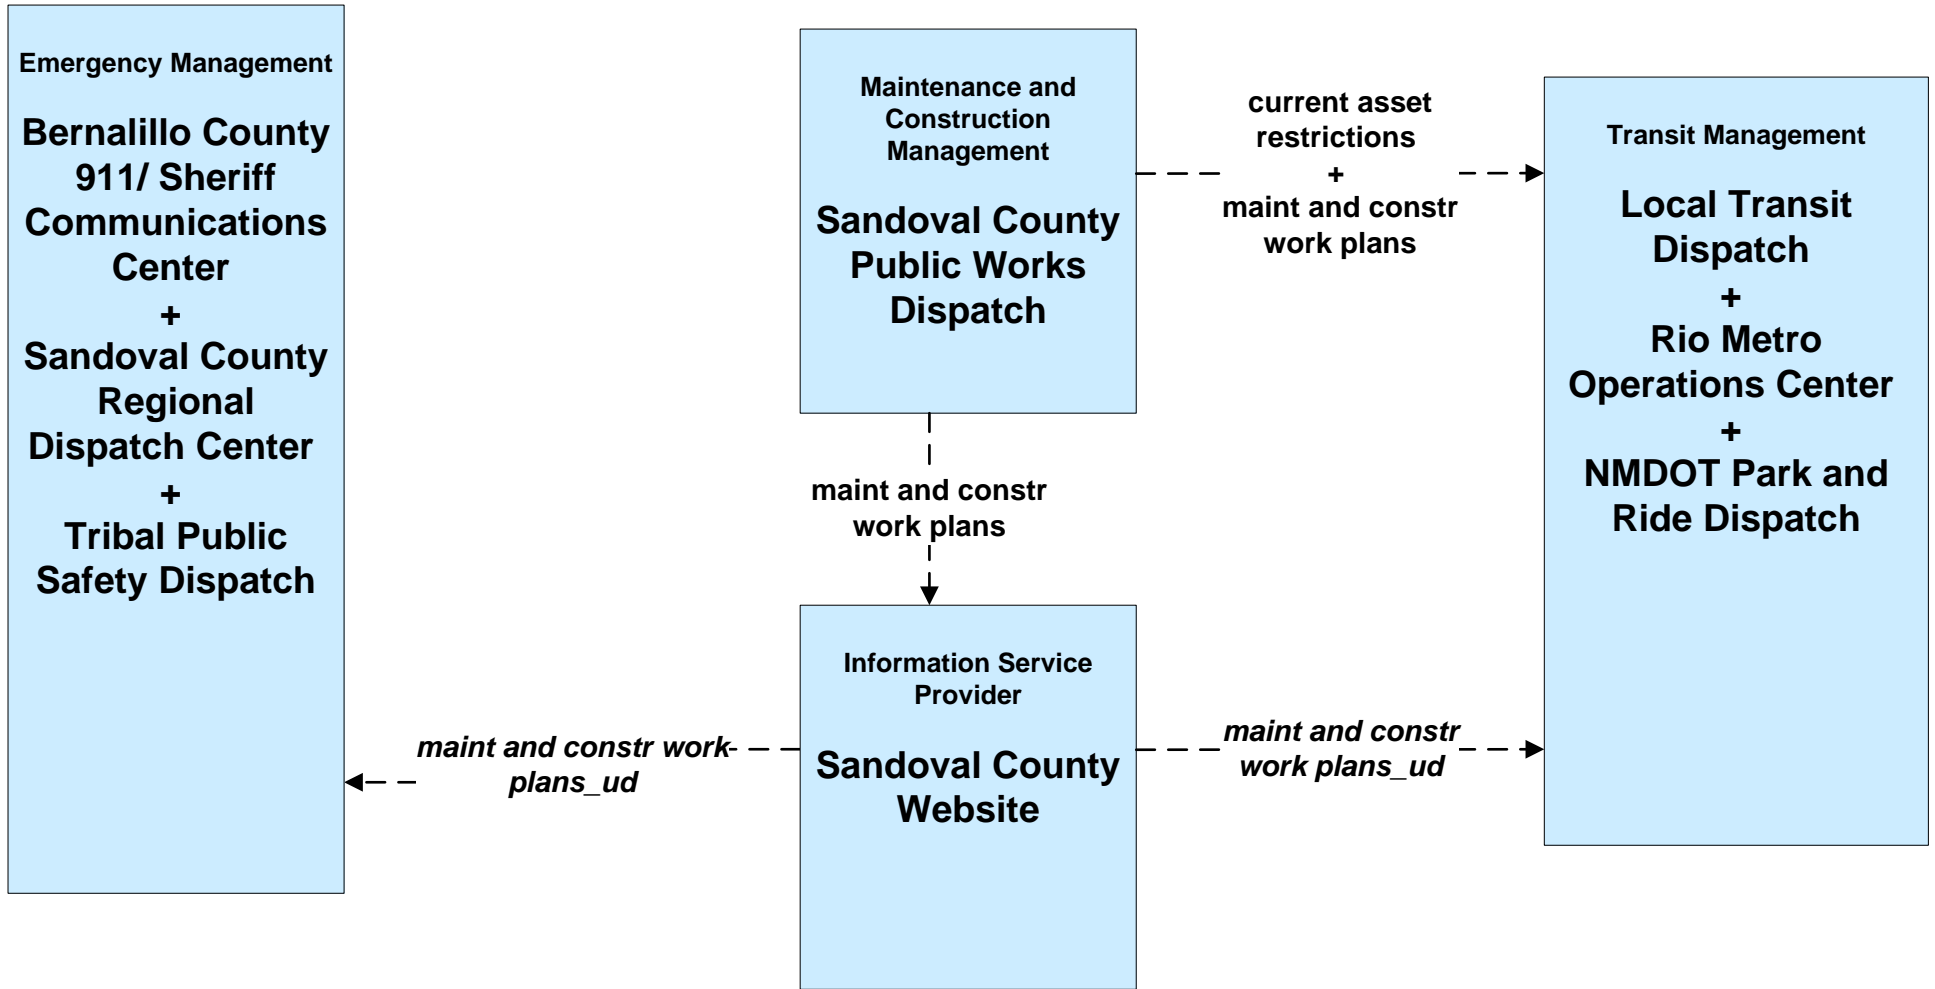 Emergency Management
Bernalillo County
911/ Sheriff
Communications
Center
+
Sandoval County
Regional
Dispatch Center
+
Tribal Public
Safety Dispatch
Maintenance and
Construction
Management
Sandoval County
Public Works
Dispatch
current asset
restrictions
+
maint and constr
work plans
Transit Management
Local Transit
Dispatch
+
Rio Metro
Operations Center
+
NMDOT Park and
Ride Dispatch
maint and constr
work plans
Information Service
Provider
Sandoval County
Website
maint and constr work
plans_ud
maint and constr
work plans_ud